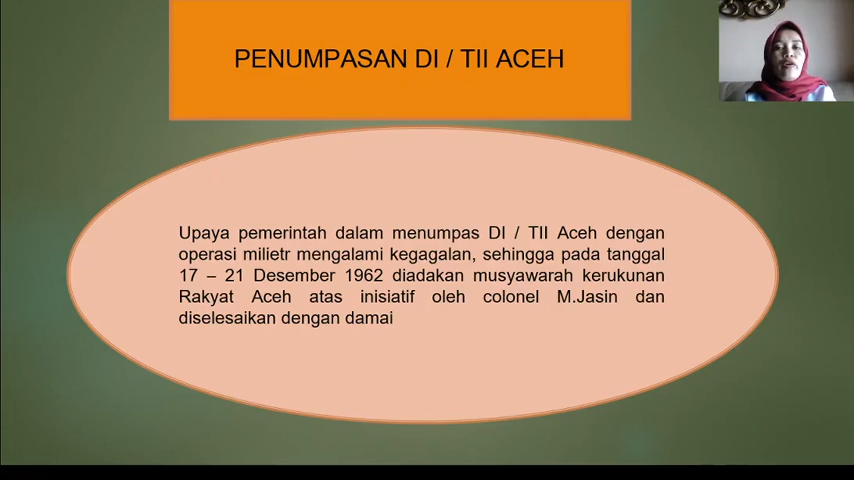 PENUMPASAN DI / TII ACEH
Upaya pemerintah dalam menumpas DI / TII Aceh dengan
operasi milietr mengalami kegagalan, sehingga pada tanggal
17 – 21 Desember 1962 diadakan musyawarah kerukunan
Rakyat Aceh atas inisiatif oleh colonel M.Jasin dan
diselesaikan dengan damai